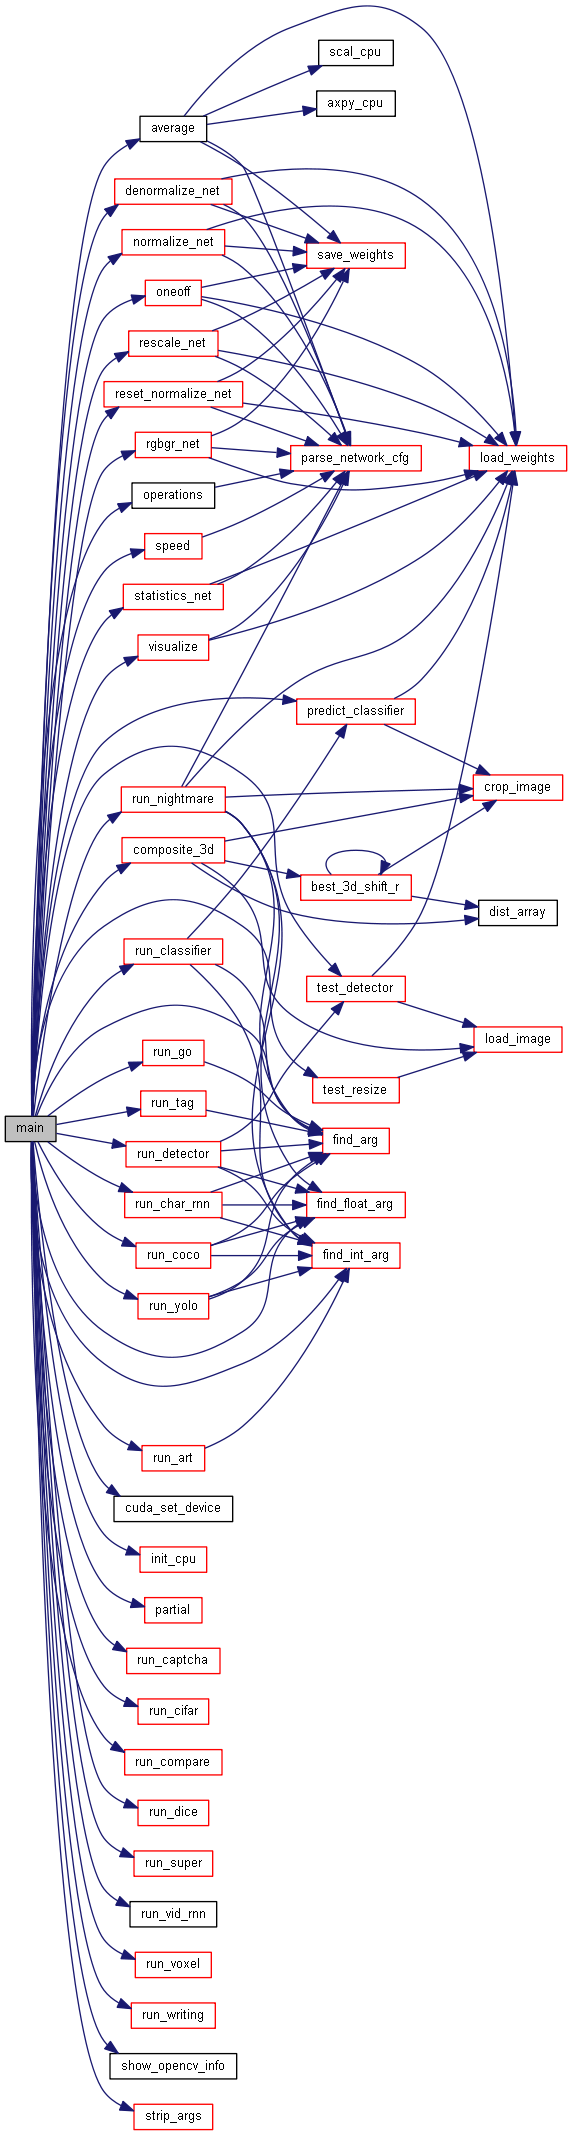 scal_cpu
axpy_cpu
average
denormalize_net
normalize_net
save_weights
oneoff
rescale_net
reset_normalize_net
rgbgr_net
parse_network_cfg
load_weights
operations
speed
statistics_net
visualize
predict_classifier
run_nightmare
crop_image
composite_3d
best_3d_shift_r
dist_array
run_classifier
test_detector
load_image
run_go
test_resize
run_tag
main
find_arg
run_detector
run_char_rnn
find_float_arg
run_coco
find_int_arg
run_yolo
run_art
cuda_set_device
init_cpu
partial
run_captcha
run_cifar
run_compare
run_dice
run_super
run_vid_rnn
run_voxel
run_writing
show_opencv_info
strip_args